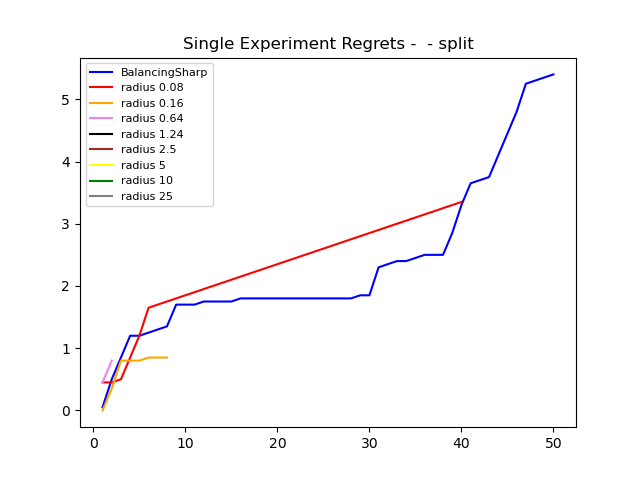 Single Experiment Regrets -  - split
BalancingSharp
radius 0.08
radius 0.16
radius 0.64
radius 1.24
radius 2.5
radius 5
radius 10
radius 25
5
4
3
2
1
0
0 10 20 30 40 50